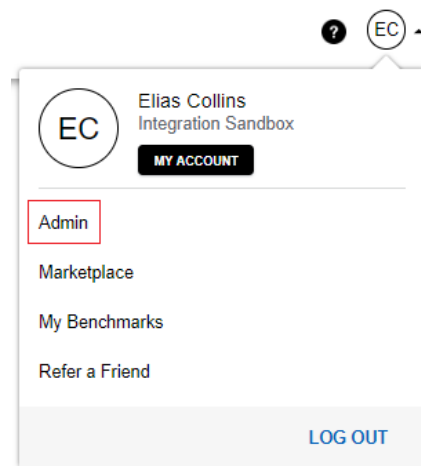 ?
EC
EC
Elias Collins
Integration Sandbox
MY ACCOUNT
Admin
Marketplace
My Benchmarks
Refer a Friend
LOG OUT